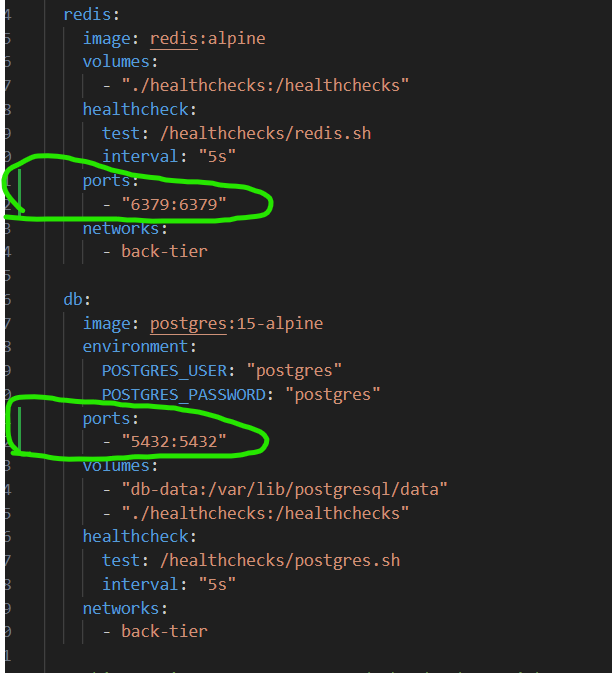 redis:
image: redis:alpine
volumes:
- "./healthchecks:/healthchecks"
healthcheck:
test: /healthchecks/redis.sh
interval: "5s"
ports:
- "6379:6379"
networks:
- back-tier
db:
image: postgres:15-alpine
environment:
POSTGRES_USER: "postgres"
POSTGRES_PASSWORD: "postgres"
ports:
- "5432:5432"
volumes:
- "db-data:/var/lib/postgresql/data"
- "./healthchecks:/healthchecks"
healthcheck:
test: /healthchecks/postgres.sh
interval: "5s"
networks:
- back-tier